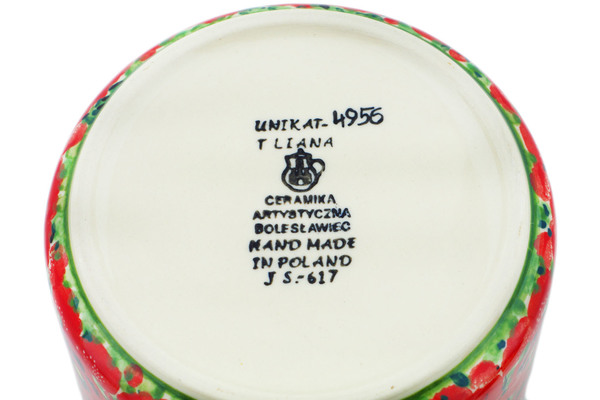 UNIKAT-4956
T LIANA
CERAMIKA
ARTYSTYCZNA
BOLESŁAWIEC
HAND MADE
IN POLAND
J S.-617